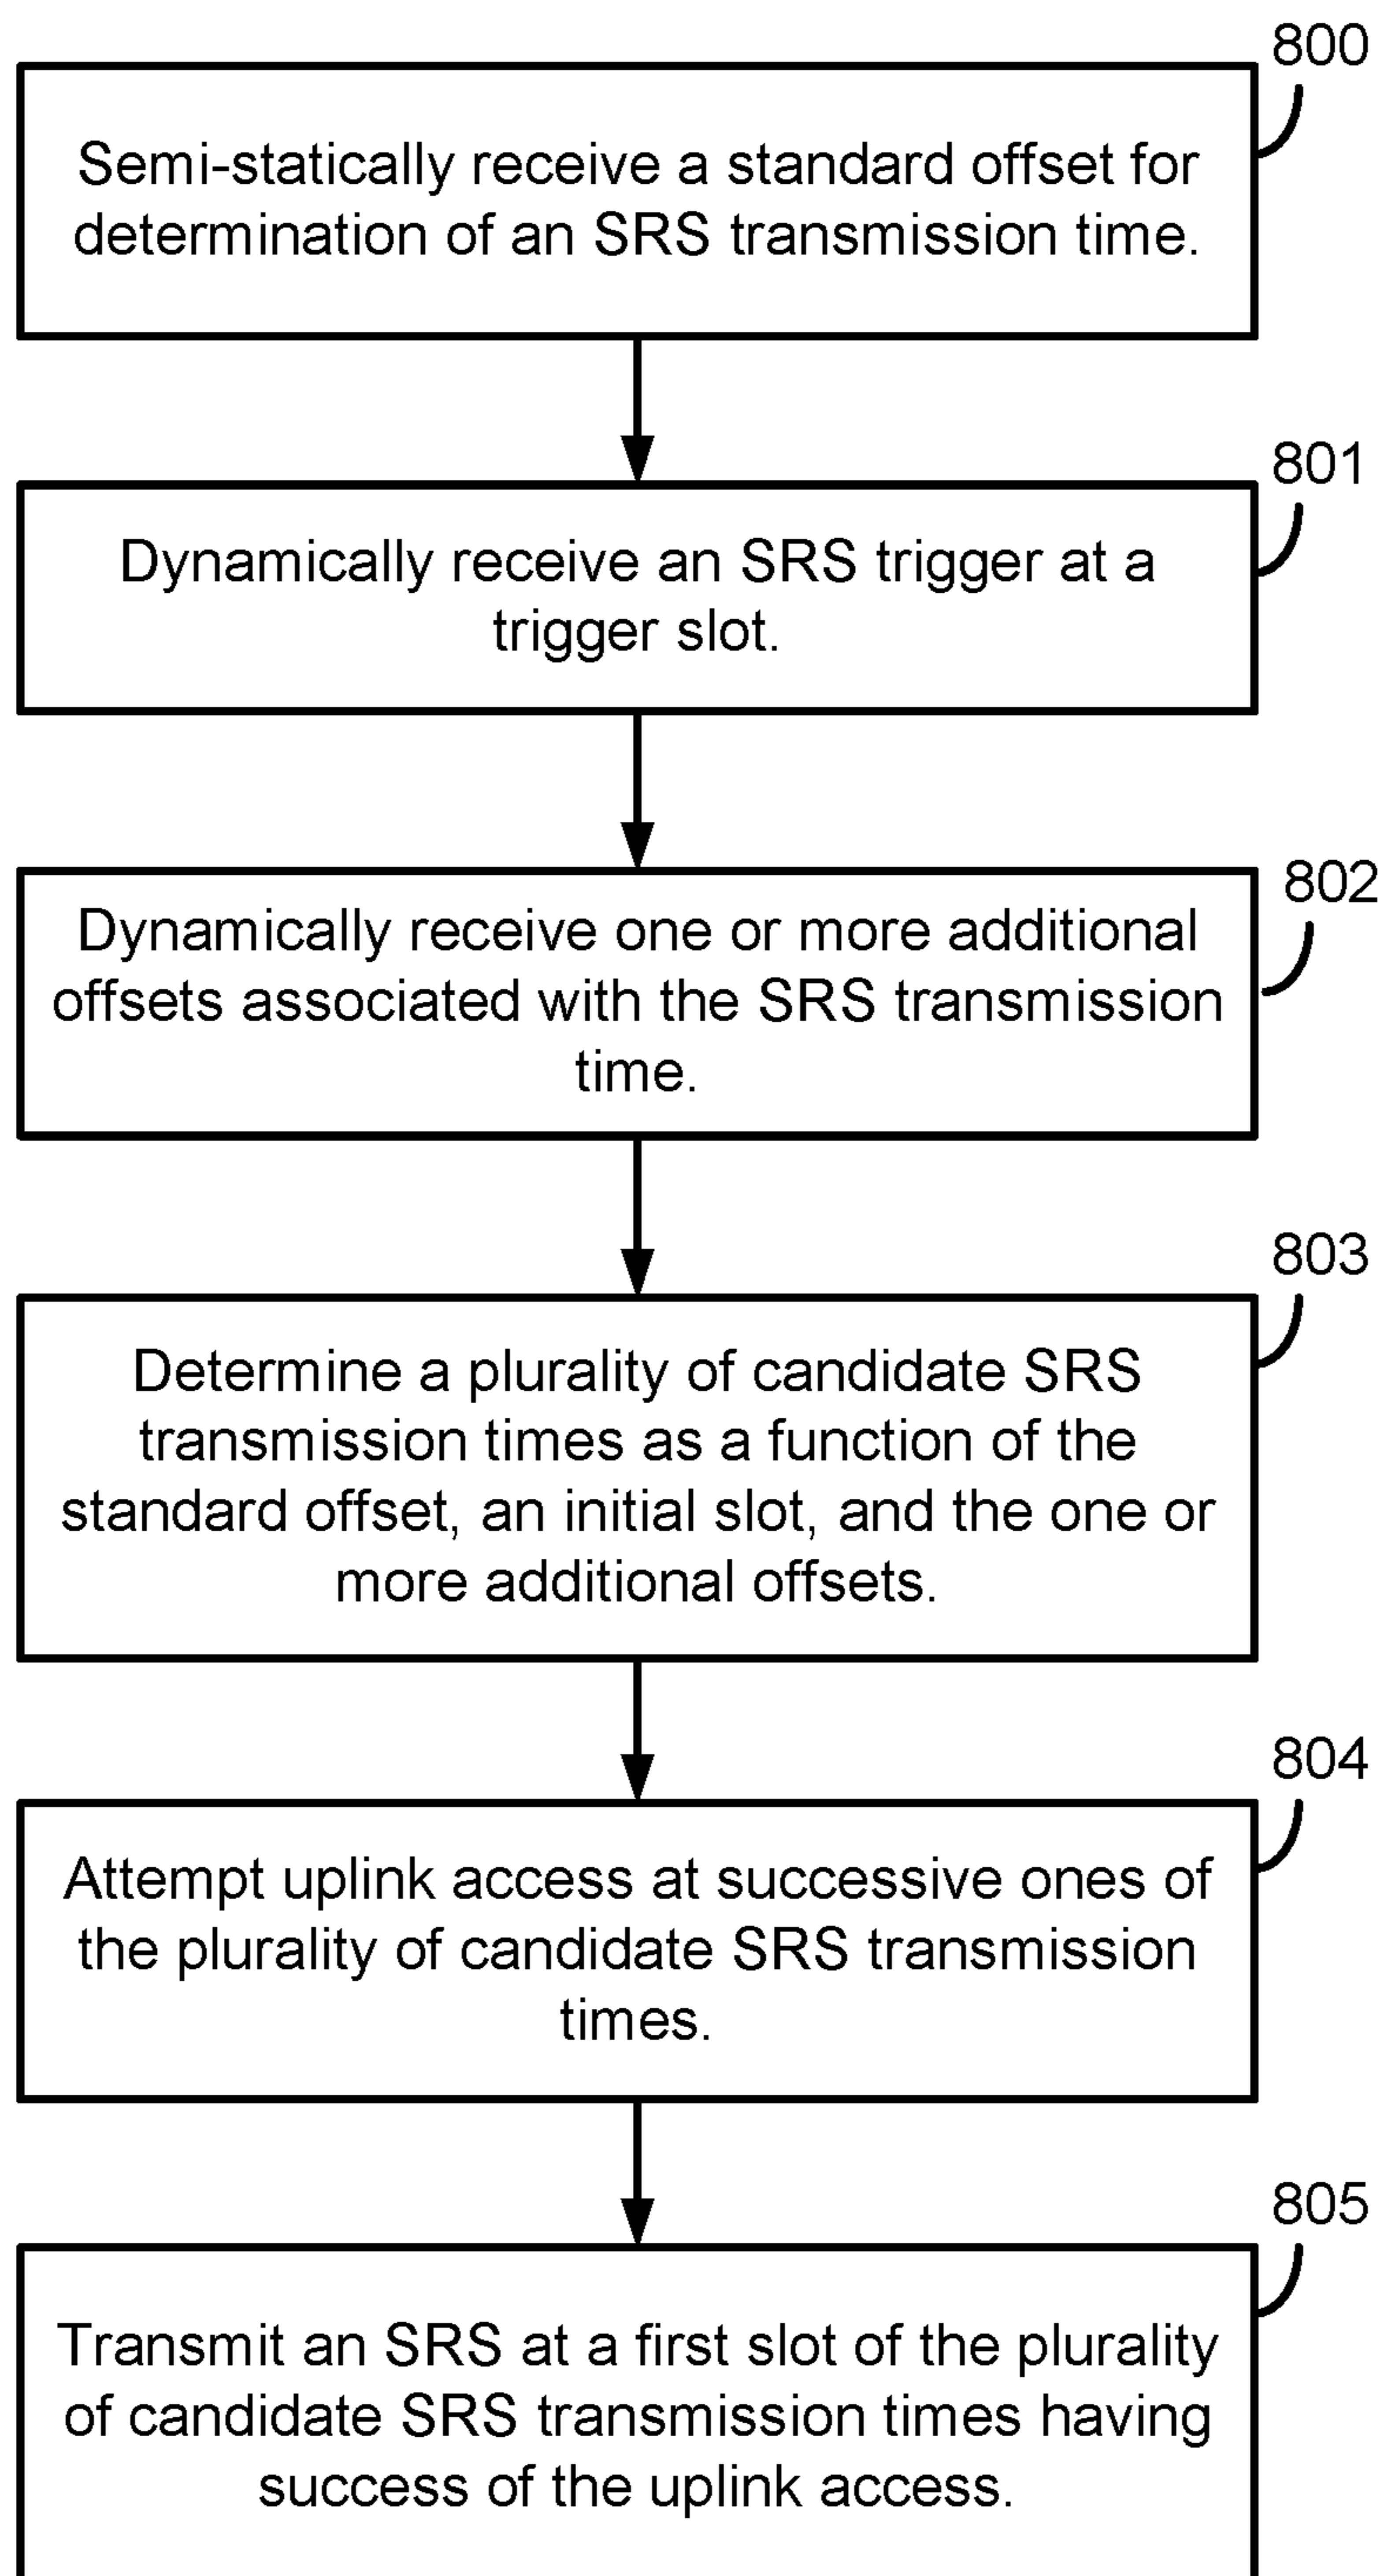 800
Semi-statically receive a standard offset for
determination of an SRS transmission time.
801
Dynamically receive an SRS trigger at a
trigger slot.
802
Dynamically receive one or more additional
offsets associated with the SRS transmission
time.
803
Determine a plurality of candidate SRS
transmission times as a function of the
standard offset, an initial slot, and the one or
more additional offsets.
804
Attempt uplink access at successive ones of
the plurality of candidate SRS transmission
times.
805
Transmit an SRS at a first slot of the plurality
of candidate SRS transmission times having
success of the uplink access.